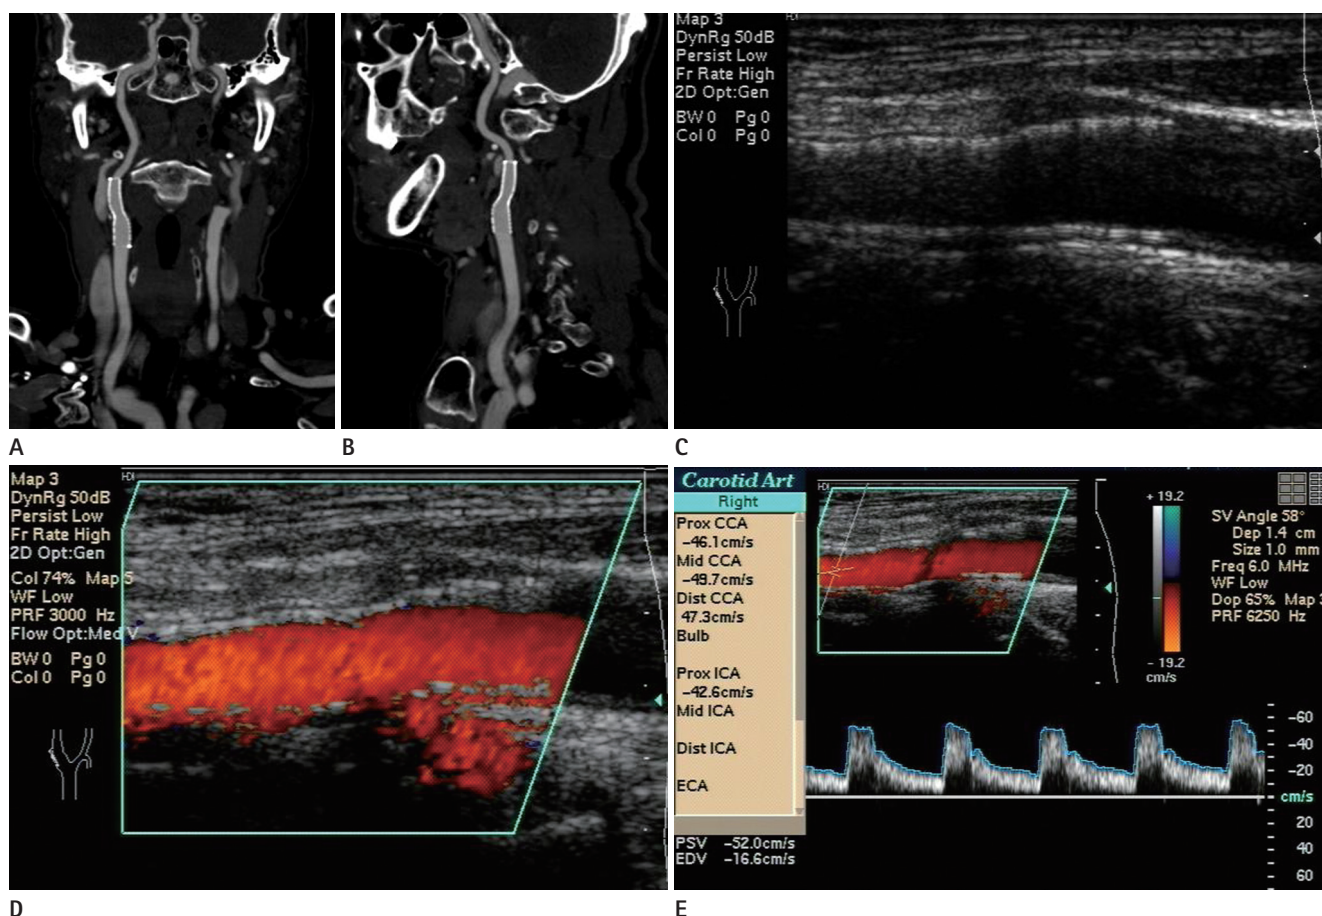 Map 3
DynRg 50dB
Persist Low
Fr Rate High
2D Opt:Gen
BW 0 Pg 0
Col 0 Pg 0
A
B
C
Map 3
DynRg 50dB
Persist Low
Fr Rate High
2D Opt:Gen
Col 74% Map 5
WF Low
PRF 3000 Hz
Flow Opt:Med V
BW 0 Pg 0
Col 0 Pg 0
Carotid Art
Right
Prox CCA
-46.1cm/s
Mid CCA
-49.7cm/s
Dist CCA
47.3cm/s
Bulb
Prox ICA
-42.6cm/s
Mid ICA
Dist ICA
ECA
PSV -52.0cm/s
EDV -16.6cm/s
+ 19.2
- 19.2
cm/s
SV Angle 58°
Dep 1.4 cm
Size 1.0 mm
Freq 6.0 MHz
WF Low
Dop 65% Map 3
PRF 6250 Hz
-60
-40
-20
cm/s
20
40
60
D
E